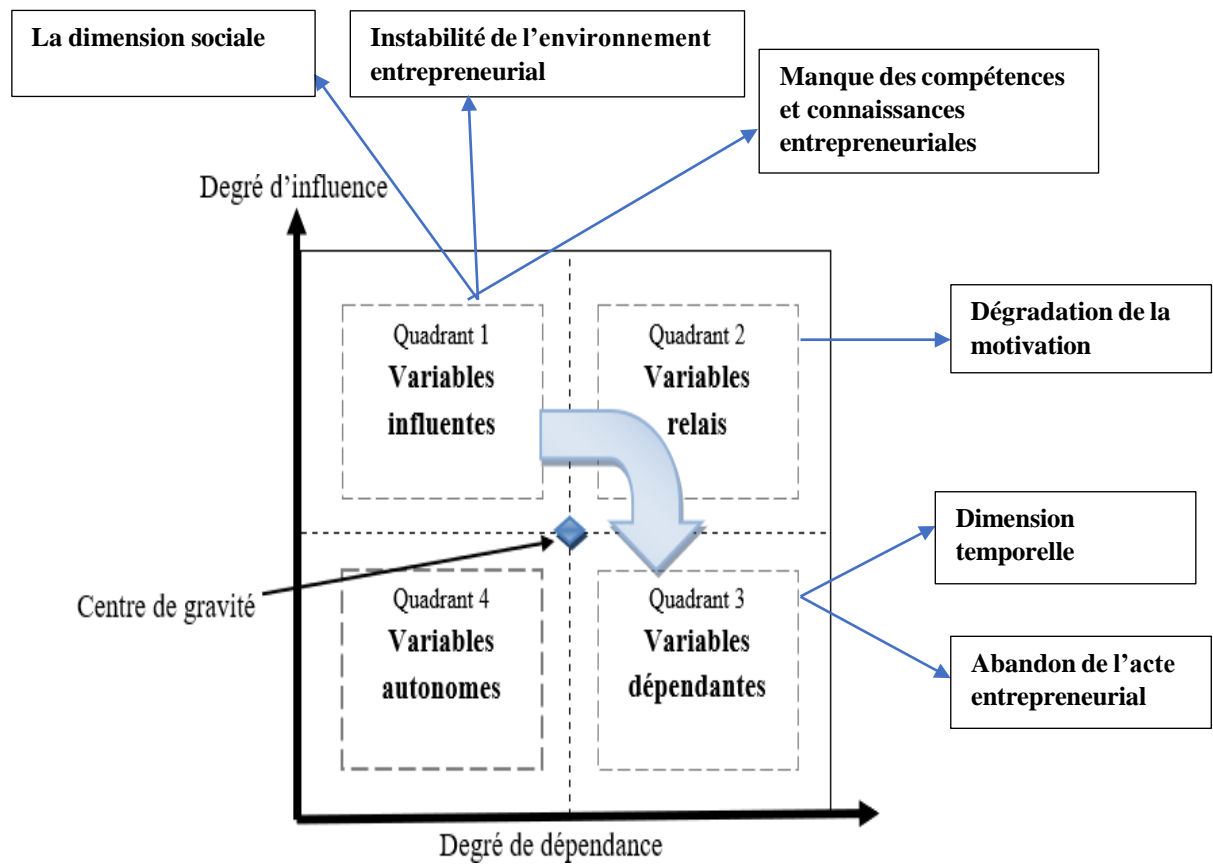 La dimension sociale
Instabilité de l’environnement
entrepreneurial
Manque des compétences
et connaissances
entrepreneuriales
Degré d’influence
Quadrant 1
Variables
influentes
Quadrant 2
Variables
relais
Dégradation de la
motivation
Centre de gravité
Quadrant 4
Variables
autonomes
Quadrant 3
Variables
dépendantes
Dimension
temporelle
Abandon de l’acte
entrepreneurial
Degré de dépendance